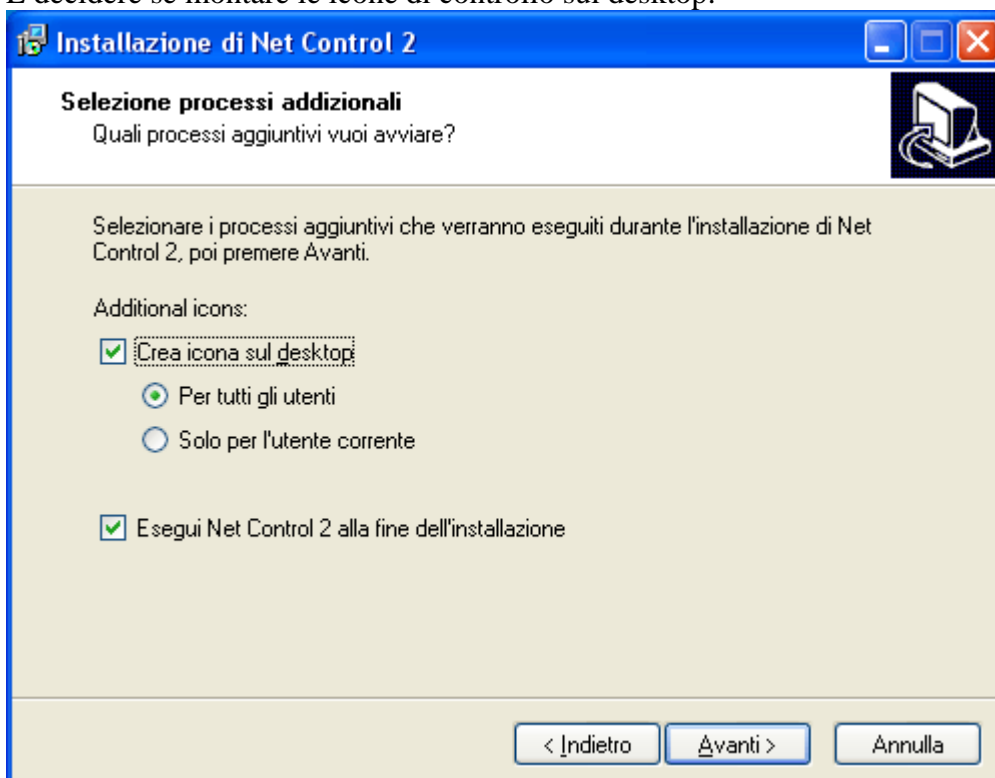 E decidere se montare le icone di controllo sul desktop.
Installazione di Net Control 2
Selezione processi addizionali
Quali processi aggiuntivi vuoi avviare?
Selezionare i processi aggiuntivi che verranno eseguiti durante l'installazione di Net
Control 2, poi premere Avanti.
Additional icons:
Crea icona sul desktop
Per tutti gli utenti
Solo per l'utente corrente
Esegui Net Control 2 alla fine dell'installazione
< Indietro Avanti > Annulla